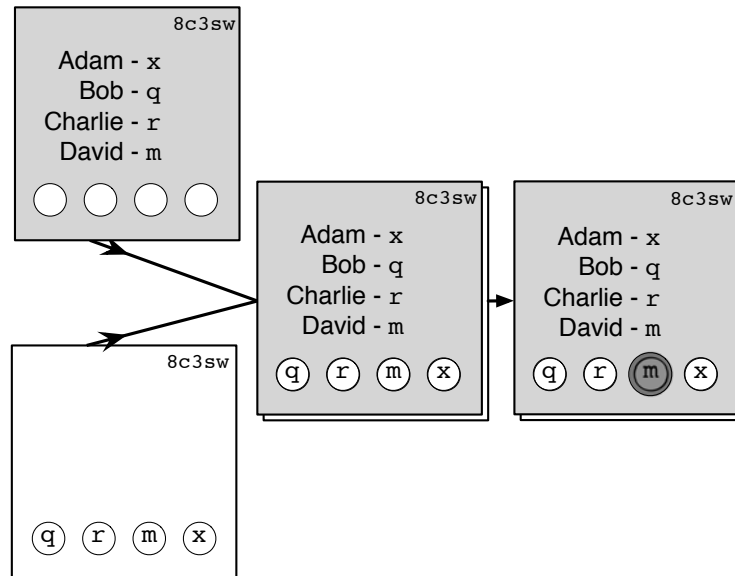 8c3sw
Adam - x
Bob - q
Charlie - r
David - m
8c3sw
q r m x
8c3sw
Adam - x
Bob - q
Charlie - r
David - m
q r m x
8c3sw
Adam - x
Bob - q
Charlie - r
David - m
q r m x